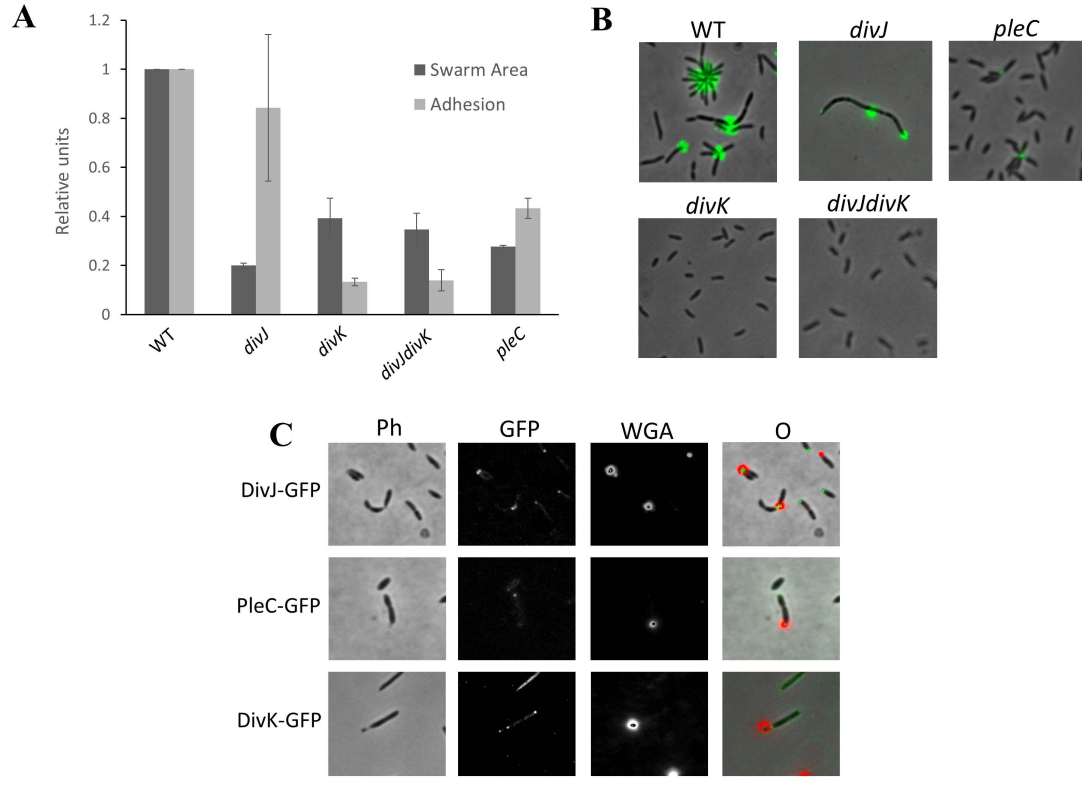 A
1.2
1
0.8
0.6
0.4
0.2
0
Relative units
Swarm Area
Adhesion
WT
divJ
divK
divJdivK
pleC
B
WT
divJ
pleC
divK
divJdivK
C
Ph
GFP
WGA
O
DivJ-GFP
PleC-GFP
DivK-GFP